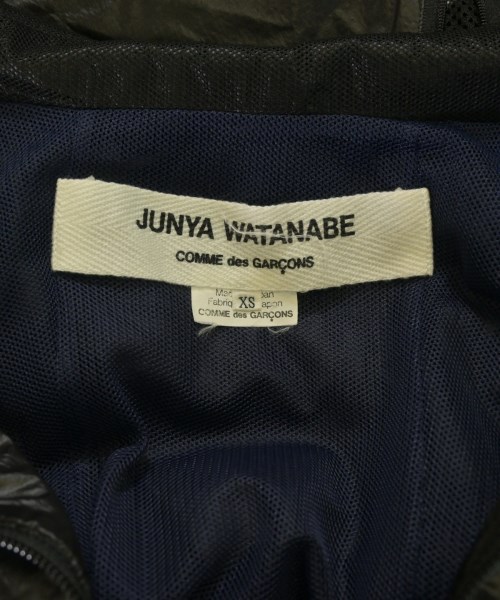 JUNYA WATANABE
COMME des GARÇONS
XS
COMME des GARÇONS